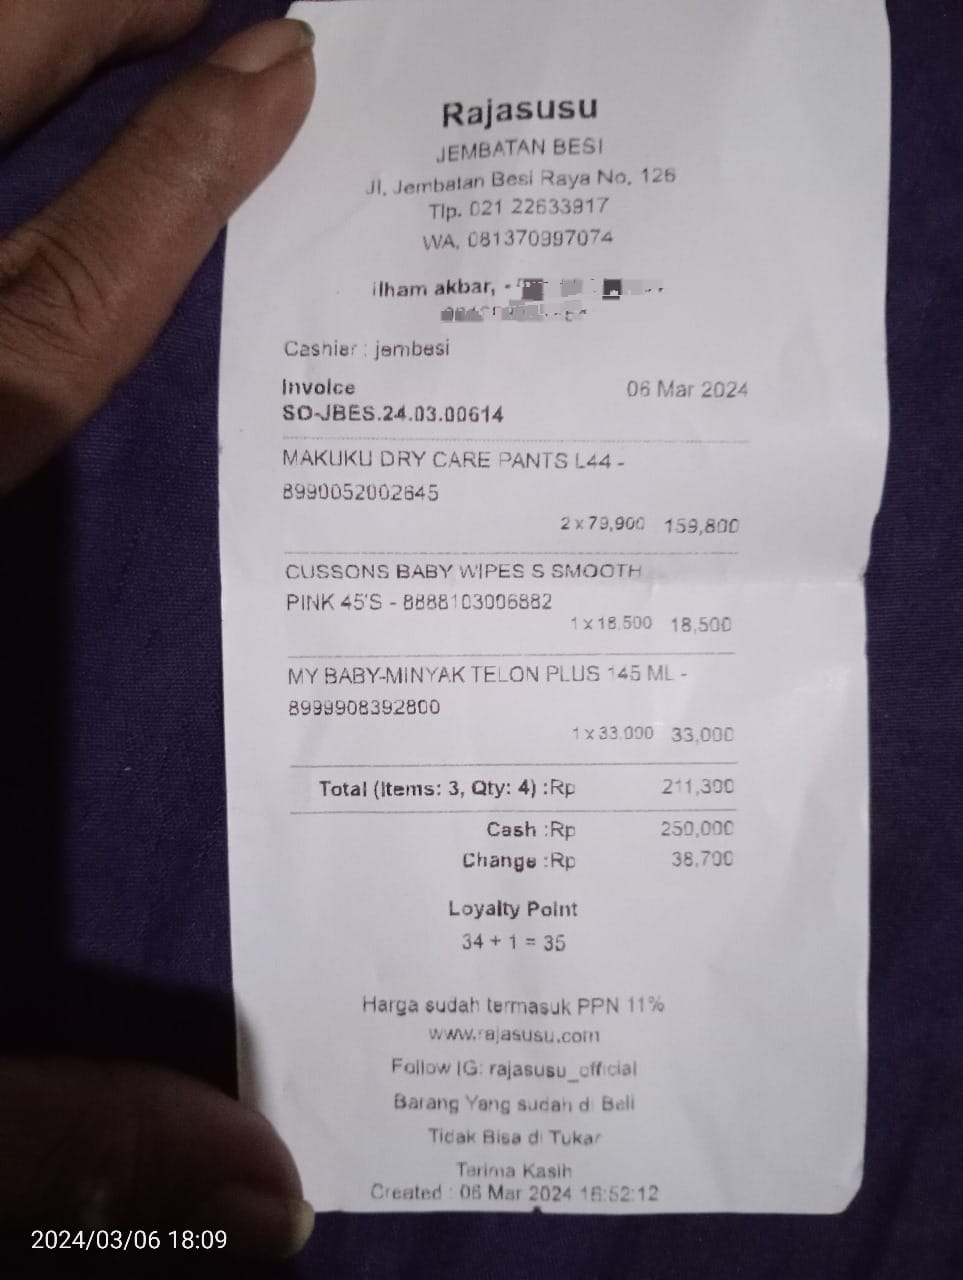 Rajasusu
JEMBATAN BESI
Jl. Jembatan Besi Raya No. 126
Tlp. 021 22633917
WA. 081370997074
ilham akbar, -
Cashier : jembesi
Invoice 06 Mar 2024
SO-JBES.24.03.00614
MAKUKU DRY CARE PANTS L44 -
8990052002645
2 x 79,900 159,800
CUSSONS BABY WIPES S SMOOTH
PINK 45'S - 8888103006882
1 x 18,500 18,500
MY BABY-MINYAK TELON PLUS 145 ML -
8999908392800
1 x 33,000 33,000
Total (Items: 3, Qty: 4) :Rp 211,300
Cash :Rp 250,000
Change :Rp 38,700
Loyalty Point
34 + 1 = 35
Harga sudah termasuk PPN 11%
www.rajasusu.com
Follow IG: rajasusu_official
Barang Yang sudah di Beli
Tidak Bisa di Tukar
Terima Kasih
Created : 06 Mar 2024
2024/03/06 18:09